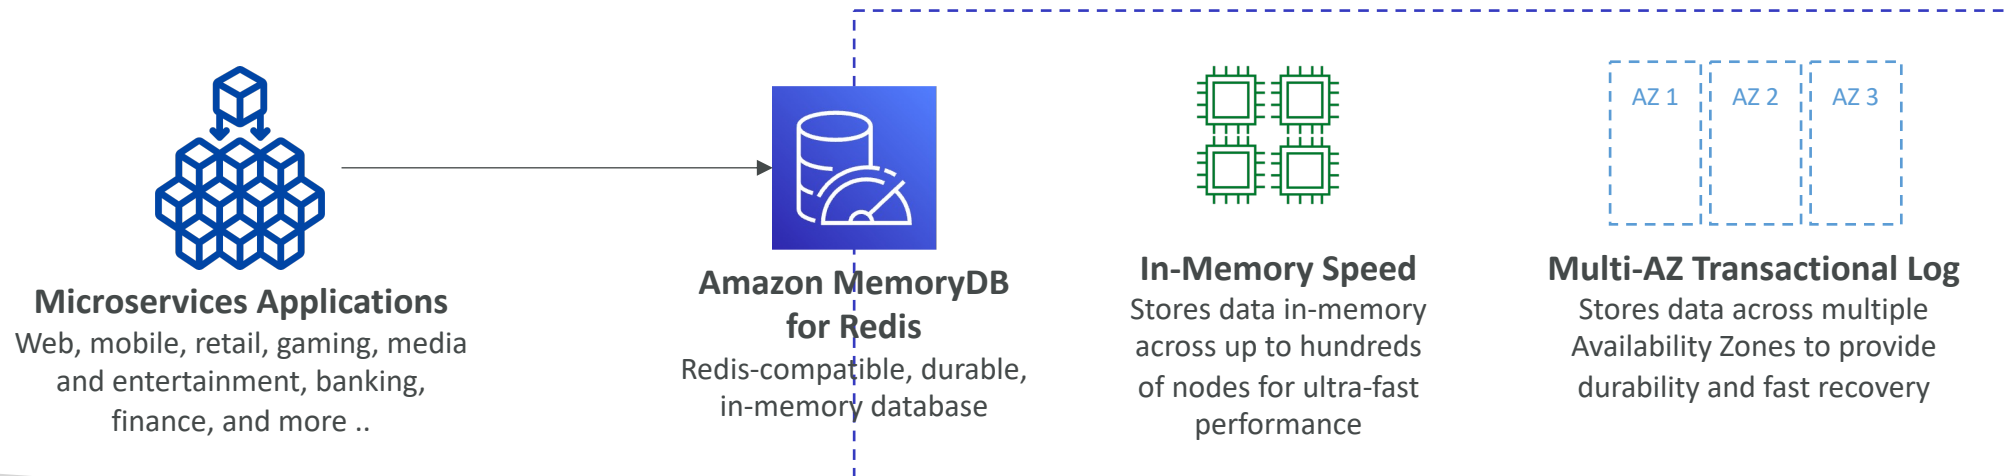 Microservices Applications
Web, mobile, retail, gaming, media
and entertainment, banking,
finance, and more ..
Amazon MemoryDB
for Redis
Redis-compatible, durable,
in-memory database
In-Memory Speed
Stores data in-memory
across up to hundreds
of nodes for ultra-fast
performance
AZ 1
AZ 2
AZ 3
Multi-AZ Transactional Log
Stores data across multiple
Availability Zones to provide
durability and fast recovery